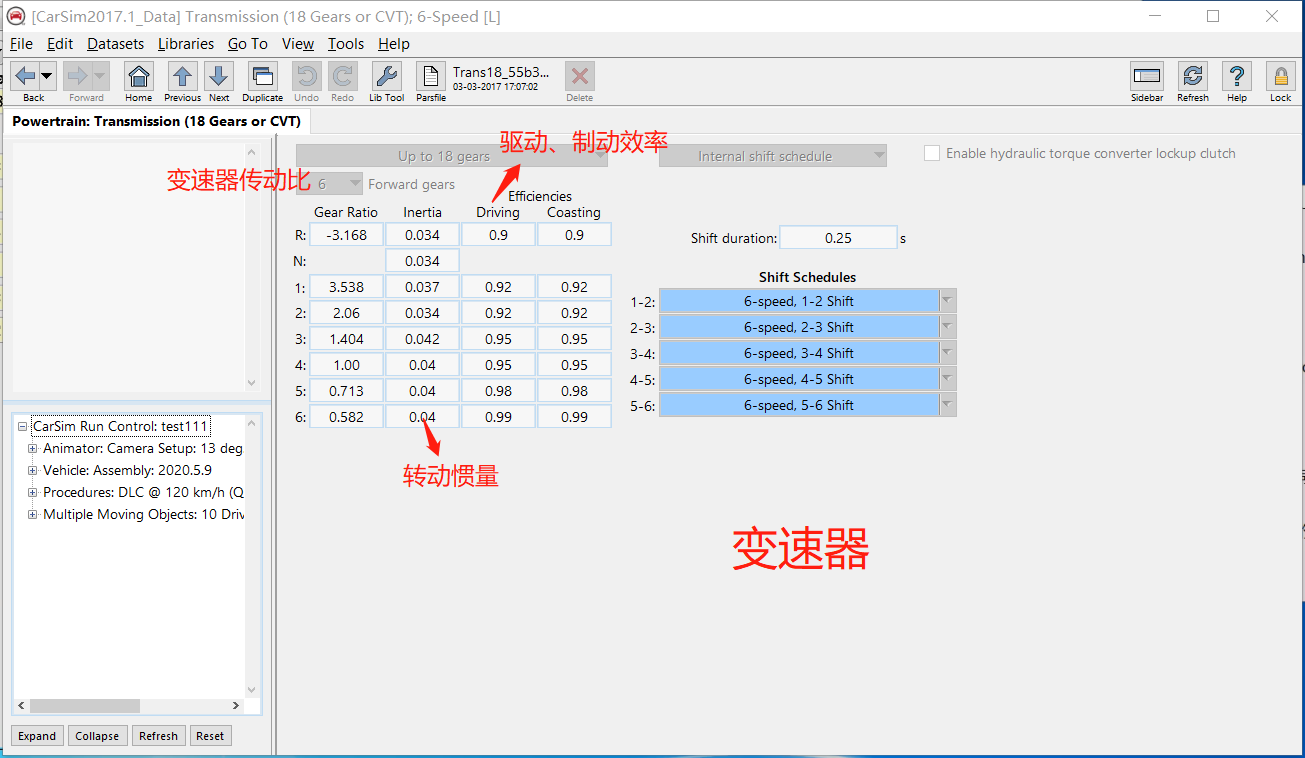 [CarSim2017.1_Data] Transmission (18 Gears or CVT); 6-Speed [L]
File Edit Datasets Libraries Go To View Tools Help
Back Forward Home Previous Next Duplicate Undo Redo Lib Tool Parsfile Trans18_55b3... 03-03-2017 17:07:02 Delete Sidebar Refresh Help Lock
Powertrain: Transmission (18 Gears or CVT)
驱动、制动效率
Up to 18 gears Internal shift schedule Enable hydraulic torque converter lockup clutch
变速器传动比 6 Forward gears
Efficiencies
Gear Ratio Inertia Driving Coasting
R: -3.168 0.034 0.9 0.9
Shift duration: 0.25 s
N: 0.034
Shift Schedules
1: 3.538 0.037 0.92 0.92
1-2: 6-speed, 1-2 Shift
2: 2.06 0.034 0.92 0.92
2-3: 6-speed, 2-3 Shift
3: 1.404 0.042 0.95 0.95
3-4: 6-speed, 3-4 Shift
4: 1.00 0.04 0.95 0.95
4-5: 6-speed, 4-5 Shift
5: 0.713 0.04 0.98 0.98
5-6: 6-speed, 5-6 Shift
6: 0.582 0.04 0.99 0.99
转动惯量
变速器
CarSim Run Control: test111
Animator: Camera Setup: 13 deg
Vehicle: Assembly: 2020.5.9
Procedures: DLC @ 120 km/h (Q
Multiple Moving Objects: 10 Driv
Expand Collapse Refresh Reset